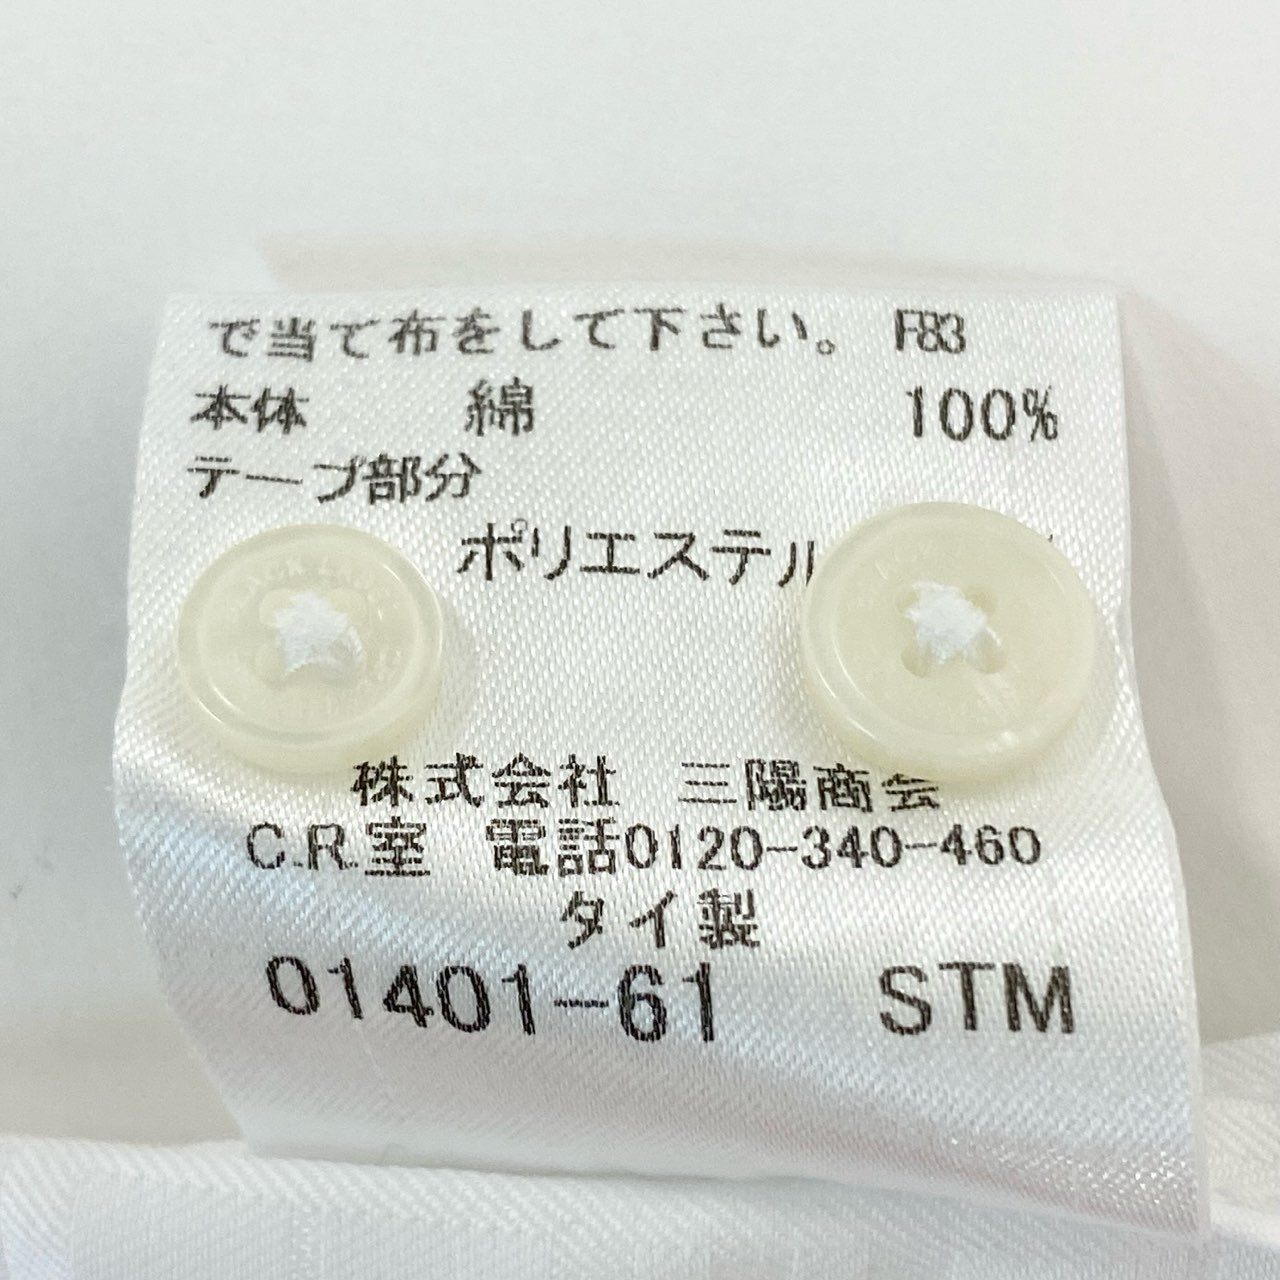 で当て布をして下さい。 F83
本体 綿 100%
テープ部分
ポリエステル
株式会社 三陽商会
C.R.室 電話0120-340-460
タイ製
01401-61 STM